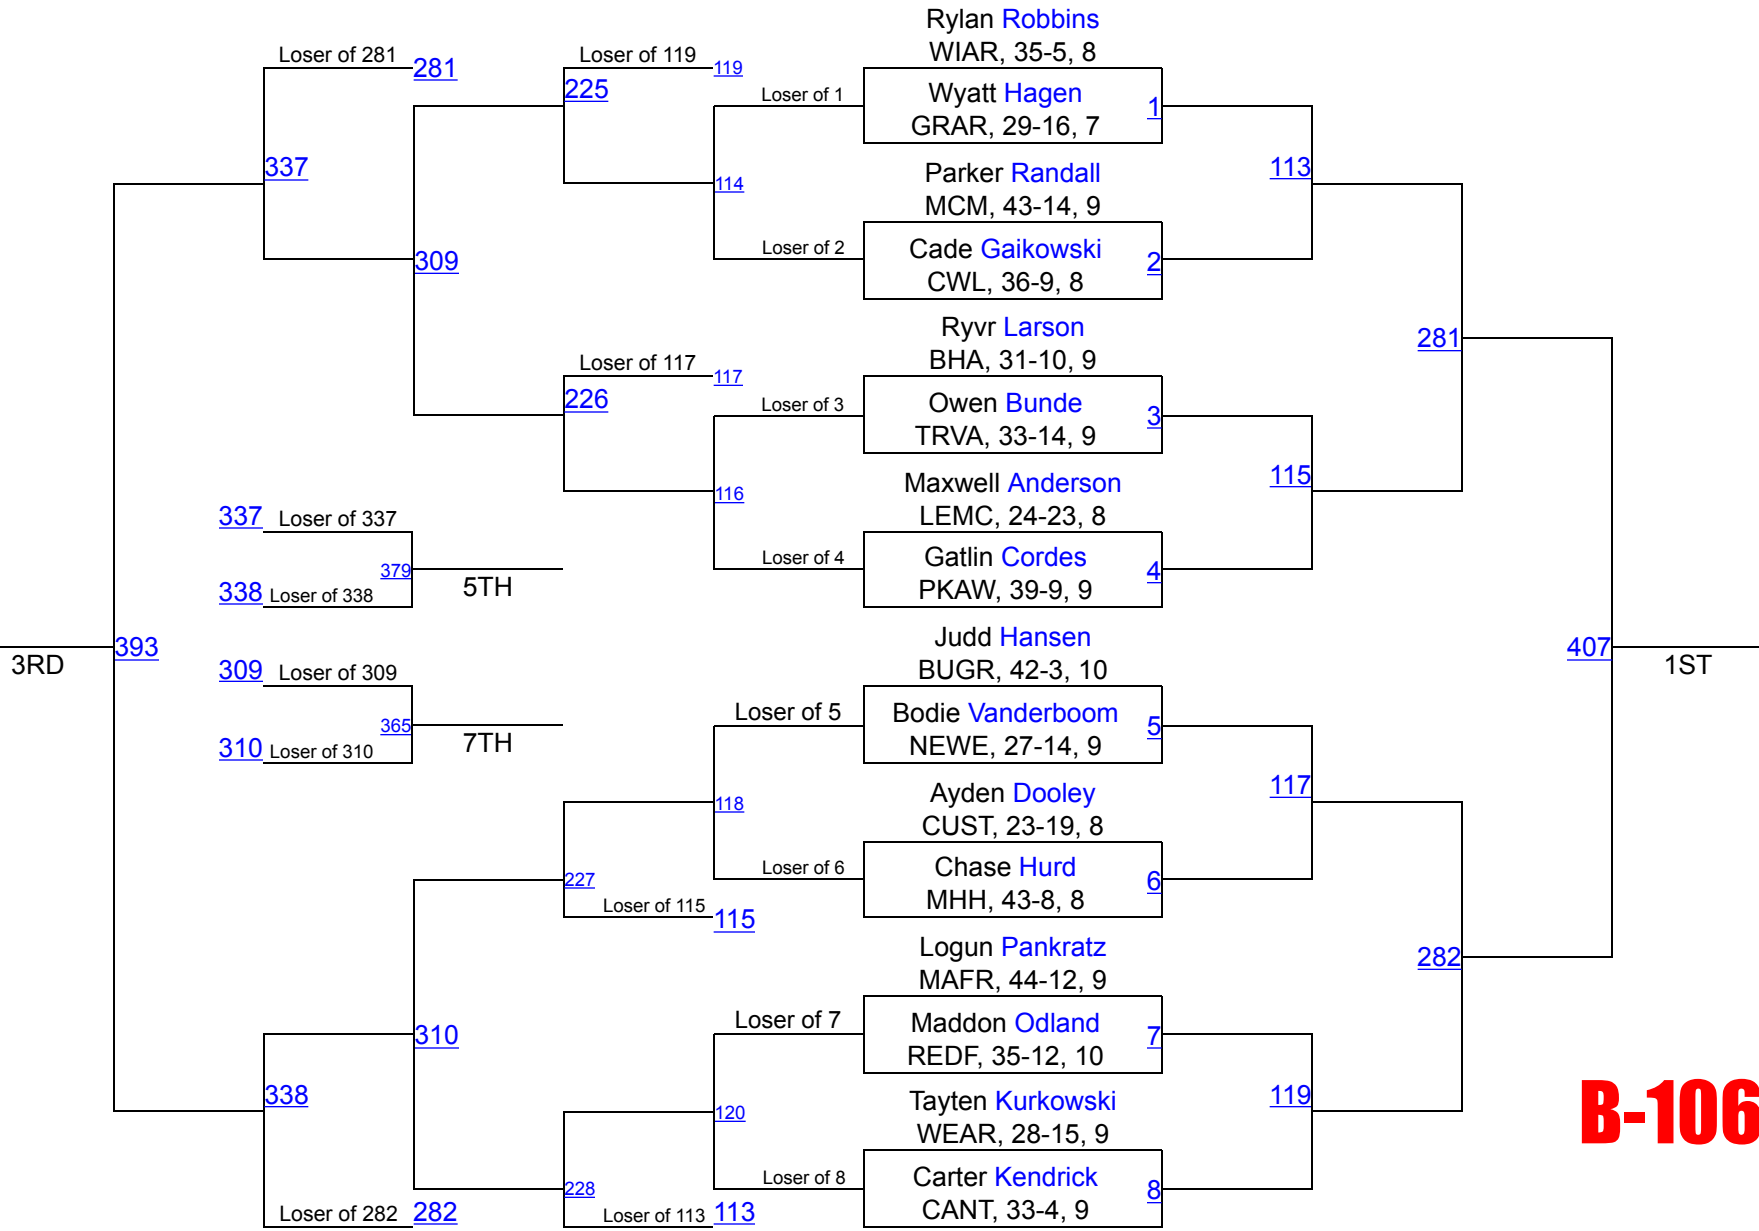 Rylan Robbins
WIAR, 35-5, 8
Loser of 281
281
Loser of 119
119
225
Loser of 1
Wyatt Hagen
GRAR, 29-16, 7
1
337
114
Parker Randall
MCM, 43-14, 9
113
Loser of 2
Cade Gaikowski
CWL, 36-9, 8
2
309
Ryvr Larson
BHA, 31-10, 9
281
Loser of 117
117
226
Loser of 3
Owen Bunde
TRVA, 33-14, 9
3
116
Maxwell Anderson
LEMC, 24-23, 8
115
337
Loser of 337
379
5TH
338
Loser of 338
Loser of 4
Gatlin Cordes
PKAW, 39-9, 9
4
Judd Hansen
BUGR, 42-3, 10
3RD
393
407
1ST
309
Loser of 309
365
7TH
310
Loser of 310
Loser of 5
Bodie Vanderboom
NEWE, 27-14, 9
5
118
Ayden Dooley
CUST, 23-19, 8
117
227
Loser of 6
Chase Hurd
MHH, 43-8, 8
6
Loser of 115
115
Logun Pankratz
MAFR, 44-12, 9
282
310
Loser of 7
Maddon Odland
REDF, 35-12, 10
7
338
120
Tayten Kurkowski
WEAR, 28-15, 9
119
B-106
228
Loser of 8
Carter Kendrick
CANT, 33-4, 9
8
Loser of 282
282
Loser of 113
113